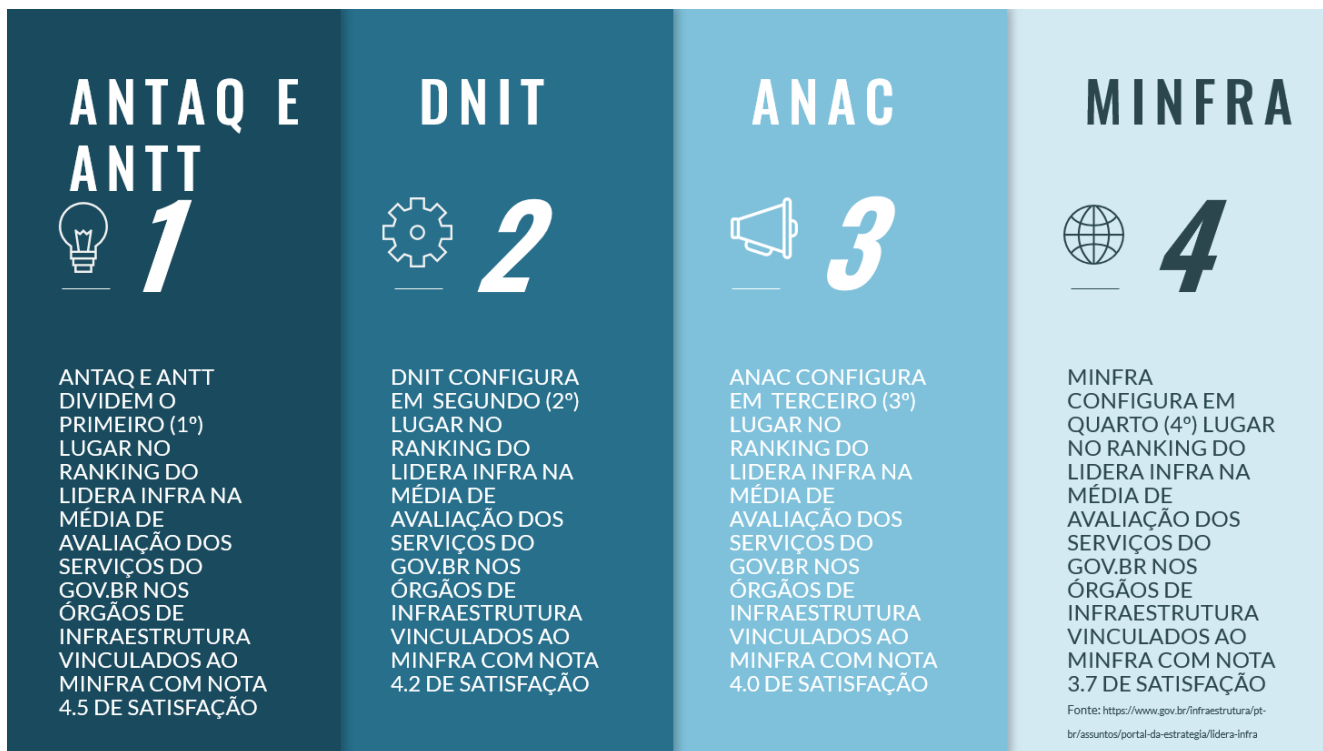 ANTAQ E
ANTT
1
ANTAQ E ANTT
DIVIDEM O
PRIMEIRO (1º)
LUGAR NO
RANKING DO
LIDERA INFRA NA
MÉDIA DE
AVALIAÇÃO DOS
SERVIÇOS DO
GOV.BR NOS
ÓRGÃOS DE
INFRAESTRUTURA
VINCULADOS AO
MINFRA COM NOTA
4.5 DE SATISFAÇÃO
DNIT
2
DNIT CONFIGURA
EM SEGUNDO (2º)
LUGAR NO
RANKING DO
LIDERA INFRA NA
MÉDIA DE
AVALIAÇÃO DOS
SERVIÇOS DO
GOV.BR NOS
ÓRGÃOS DE
INFRAESTRUTURA
VINCULADOS AO
MINFRA COM NOTA
4.2 DE SATISFAÇÃO
ANAC
3
ANAC CONFIGURA
EM TERCEIRO (3º)
LUGAR NO
RANKING DO
LIDERA INFRA NA
MÉDIA DE
AVALIAÇÃO DOS
SERVIÇOS DO
GOV.BR NOS
ÓRGÃOS DE
INFRAESTRUTURA
VINCULADOS AO
MINFRA COM NOTA
4.0 DE SATISFAÇÃO
MINFRA
4
MINFRA
CONFIGURA EM
QUARTO (4º) LUGAR
NO RANKING DO
LIDERA INFRA NA
MÉDIA DE
AVALIAÇÃO DOS
SERVIÇOS DO
GOV.BR NOS
ÓRGÃOS DE
INFRAESTRUTURA
VINCULADOS AO
MINFRA COM NOTA
3.7 DE SATISFAÇÃO
Fonte: https://www.gov.br/infraestrutura/pt-
br/assuntos/portal-da-estrategia/lidera-infra